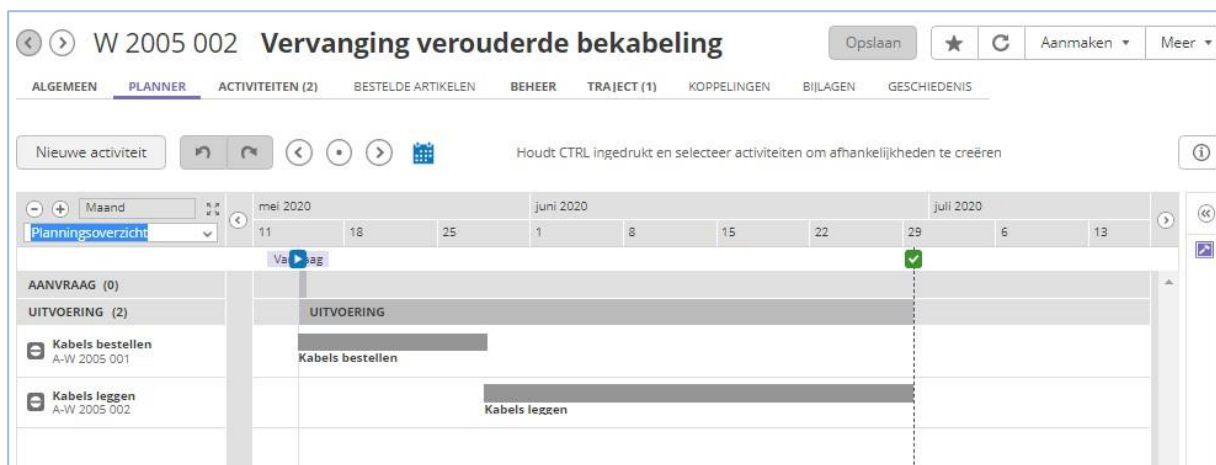 W 2005 002 Vervanging verouderde bekabeling
Opslaan Aanmaken Meer
ALGEMEEN PLANNER ACTIVITEITEN (2) BESTELDE ARTIKELEN BEHEER TRAJECT (1) KOPPELINGEN BIJLAGEN GESCHIEDENIS
Nieuwe activiteit
Houdt CTRL ingedrukt en selecteer activiteiten om afhankelijkheden te creëren
Maand
mei 2020 juni 2020 juli 2020
Planningsoverzicht
11 18 25 1 8 15 22 29 6 13
AANVRAAG (0)
UITVOERING (2) UITVOERING
Kabels bestellen
A-W 2005 001
Kabels bestellen
Kabels leggen
A-W 2005 002
Kabels leggen